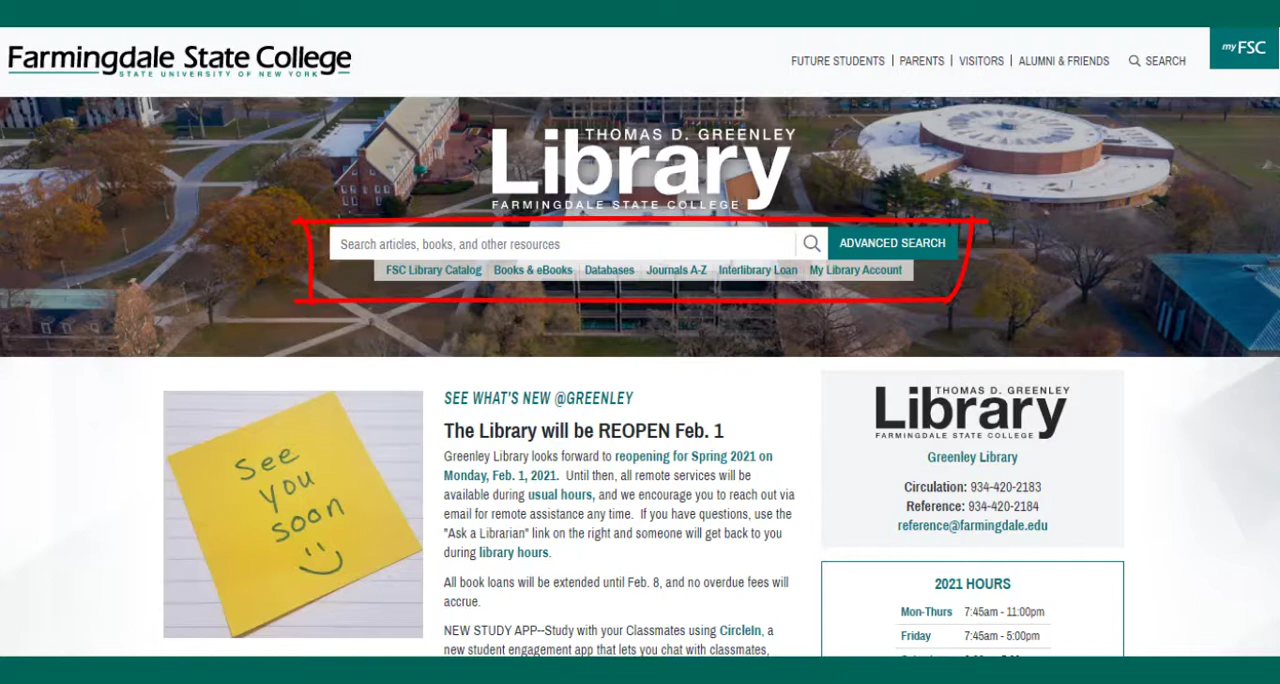 Farmingdale State College
STATE UNIVERSITY OF NEW YORK
FUTURE STUDENTS | PARENTS | VISITORS | ALUMNI & FRIENDS SEARCH
myFSC
THOMAS D. GREENLEY
Library
FARMINGDALE STATE COLLEGE
Search articles, books, and other resources
ADVANCED SEARCH
FSC Library Catalog Books & eBooks Databases Journals A-Z Interlibrary Loan My Library Account
See
you
soon
SEE WHAT'S NEW @GREENLEY
The Library will be REOPEN Feb. 1
Greenley Library looks forward to reopening for Spring 2021 on
Monday, Feb. 1, 2021. Until then, all remote services will be
available during usual hours, and we encourage you to reach out via
email for remote assistance any time. If you have questions, use the
"Ask a Librarian" link on the right and someone will get back to you
during library hours.
All book loans will be extended until Feb. 8, and no overdue fees will
accrue.
NEW STUDY APP--Study with your Classmates using CircleIn, a
new student engagement app that lets you chat with classmates,
THOMAS D. GREENLEY
Library
FARMINGDALE STATE COLLEGE
Greenley Library
Circulation: 934-420-2183
Reference: 934-420-2184
reference@farmingdale.edu
2021 HOURS
Mon-Thurs 7:45am - 11:00pm
Friday 7:45am - 5:00pm